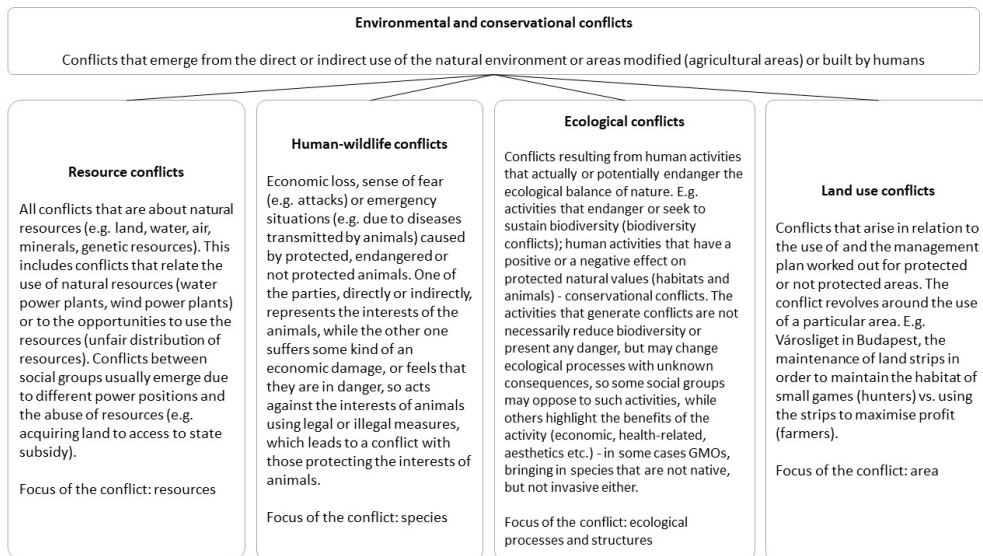 Environmental and conservational conflicts
Conflicts that emerge from the direct or indirect use of the natural environment or areas modified (agricultural areas) or built by humans
Resource conflicts
All conflicts that are about natural
resources (e.g. land, water, air,
minerals, genetic resources). This
includes conflicts that relate the
use of natural resources (water
power plants, wind power plants)
or to the opportunities to use the
resources (unfair distribution of
resources). Conflicts between
social groups usually emerge due
to different power positions and
the abuse of resources (e.g.
acquiring land to access to state
subsidy).
Focus of the conflict: resources
Human-wildlife conflicts
Economic loss, sense of fear
(e.g. attacks) or emergency
situations (e.g. due to diseases
transmitted by animals) caused
by protected, endangered or
not protected animals. One of
the parties, directly or indirectly,
represents the interests of the
animals, while the other one
suffers some kind of an
economic damage, or feels that
they are in danger, so acts
against the interests of animals
using legal or illegal measures,
which leads to a conflict with
those protecting the interests of
animals.
Focus of the conflict: species
Ecological conflicts
Conflicts resulting from human activities
that actually or potentially endanger the
ecological balance of nature. E.g.
activities that endanger or seek to
sustain biodiversity (biodiversity
conflicts); human activities that have a
positive or a negative effect on
protected natural values (habitats and
animals) - conservational conflicts. The
activities that generate conflicts are not
necessarily reduce biodiversity or
present any danger, but may change
ecological processes with unknown
consequences, so some social groups
may oppose to such activities, while
others highlight the benefits of the
activity (economic, health-related,
aesthetics etc.) - in some cases GMOs,
bringing in species that are not native,
but not invasive either.
Focus of the conflict: ecological
processes and structures
Land use conflicts
Conflicts that arise in relation to
the use of and the management
plan worked out for protected
or not protected areas. The
conflict revolves around the use
of a particular area. E.g.
Városliget in Budapest, the
maintenance of land strips in
order to maintain the habitat of
small games (hunters) vs. using
the strips to maximise profit
(farmers).
Focus of the conflict: area